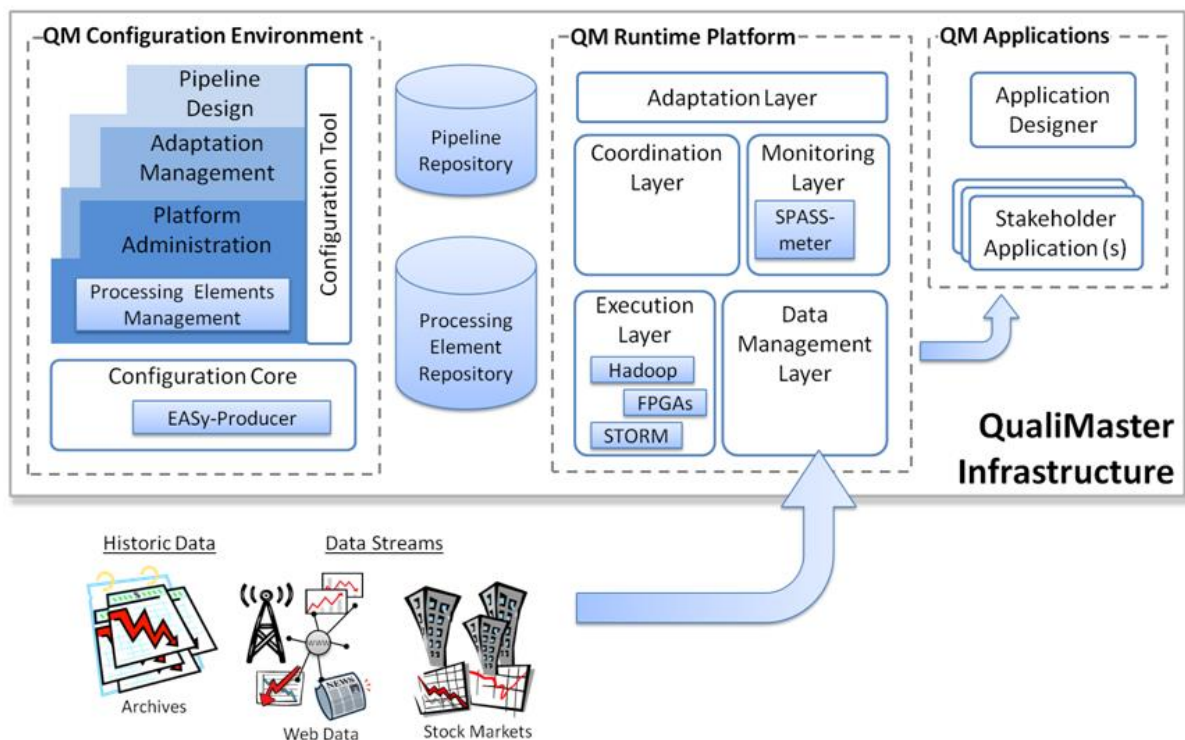 QM Configuration Environment
Pipeline
Design
Adaptation
Management
Platform
Administration
Processing Elements
Management
Configuration Tool
Configuration Core
EASy-Producer
Pipeline
Repository
Processing
Element
Repository
QM Runtime Platform
Adaptation Layer
Coordination
Layer
Monitoring
Layer
SPASS-
meter
Execution
Layer
Hadoop
FPGAs
STORM
Data
Management
Layer
QM Applications
Application
Designer
Stakeholder
Application (s)
QualiMaster
Infrastructure
Historic Data
Archives
Data Streams
WWW
NEWS
Web Data
Stock Markets